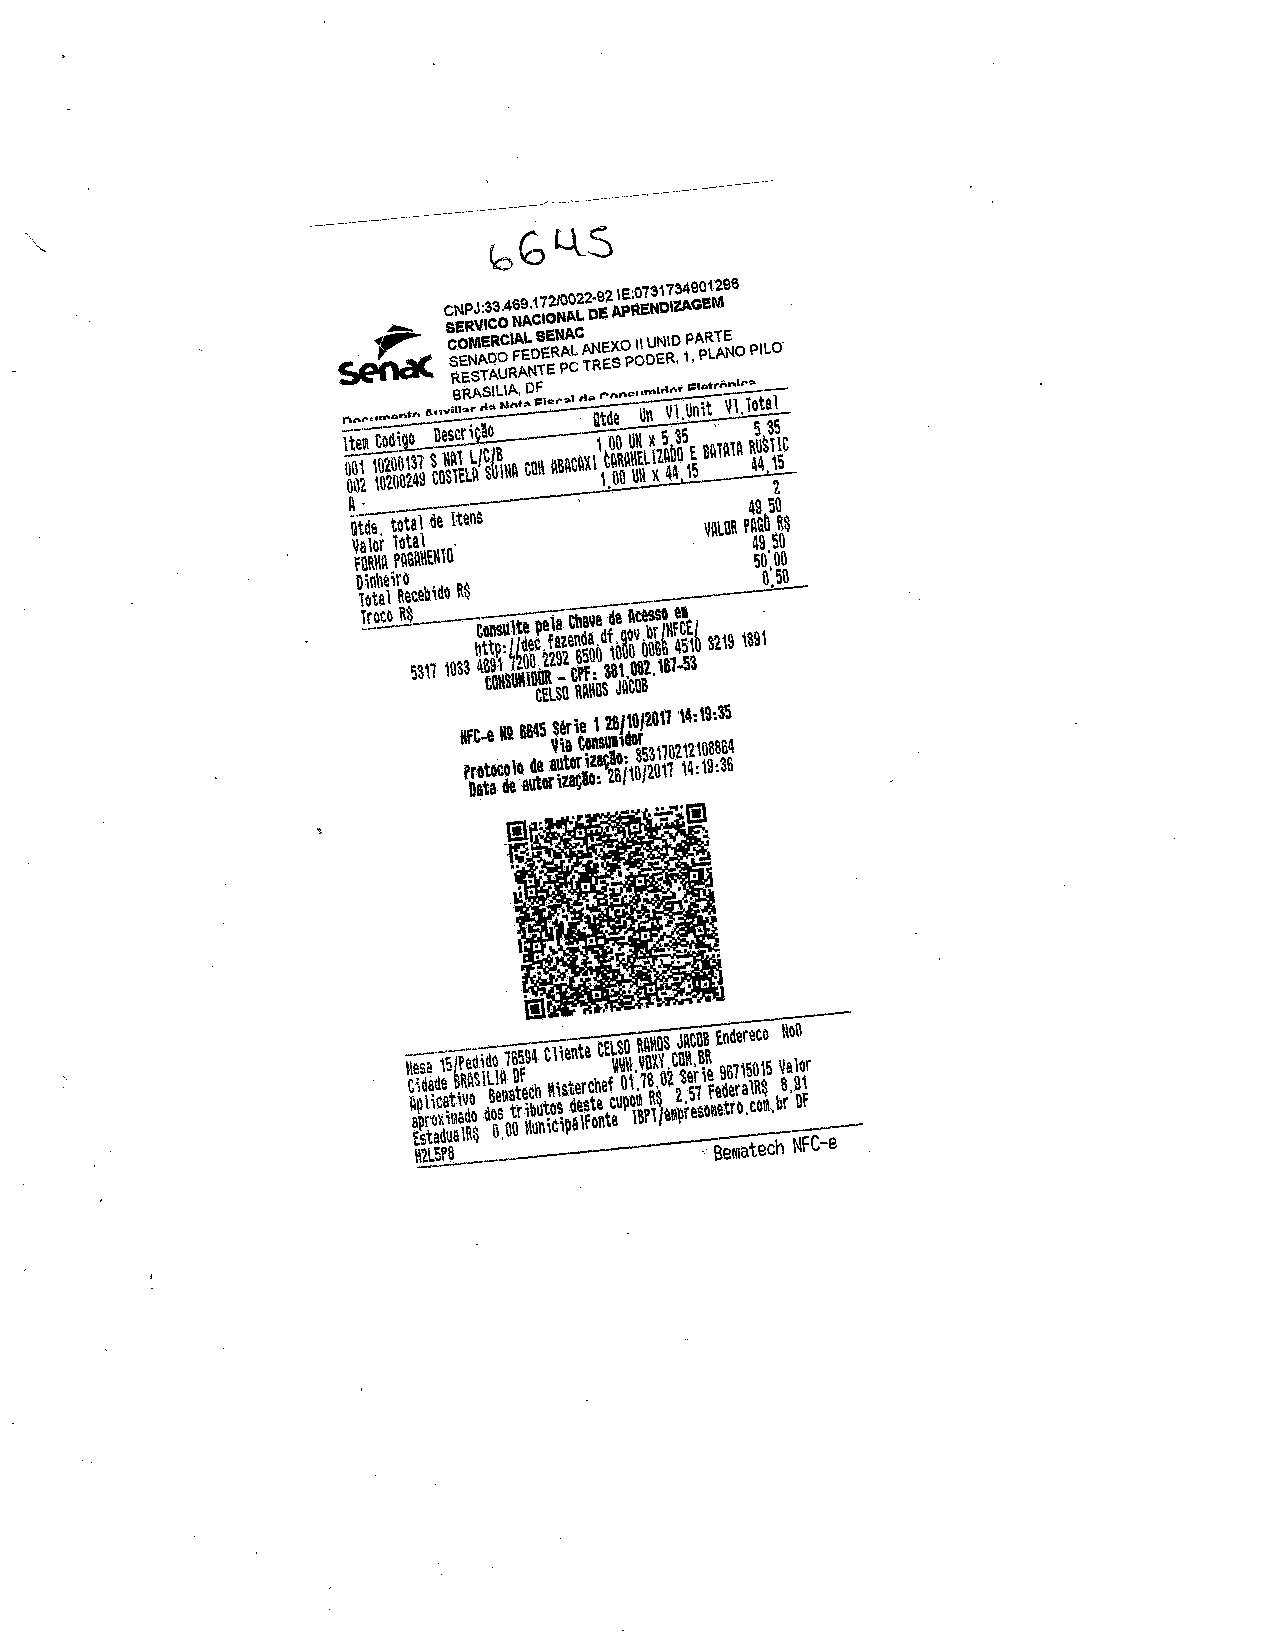 6645
CNPJ:33.469.172/0022-92 IE:0731734901296
SERVICO NACIONAL DE APRENDIZAGEM
COMERCIAL SENAC
SENADO FEDERAL ANEXO II UNID PARTE
RESTAURANTE PC TRES PODER, 1, PLANO PILO
BRASILIA, DF
senac
Documento Auxiliar da Nota Fiscal de Consumidor Eletrônica
Item Codigo Descrição Qtde Un Vl.Unit Vl.Total
001 10200137 S NAT L/C/B 1,00 UN x 5,35 5,35
002 10200249 COSTELA SUINA COM ABACAXI CARAMELIZADO E BATATA RUSTIC
A - 1,00 UN x 44,15 44,15
Qtde. total de Itens 2
Valor Total 49,50
FORMA PAGAMENTO VALOR PAGO R$
Dinheiro 49,50
Total Recebido R$ 50,00
Troco R$ 0,50
Consulte pela Chave de Acesso em
http://dec.fazenda.df.gov.br/NFCE/
5317 1033 4691 7200 2292 6500 1000 0066 4510 3219 1891
CONSUMIDOR - CPF: 381.082.167-53
CELSO RAMOS JACOB
NFC-e Nº 6645 Série 1 26/10/2017 14:19:35
Via Consumidor
Protocolo de autorização: 353170212108864
Data de autorização: 26/10/2017 14:19:36
Mesa 15/Pedido 76594 Cliente CELSO RAMOS JACOB Endereco No0
Cidade BRASILIA DF WWW.VOXY.COM.BR
Aplicativo Bematech Misterchef 01.78.02 Serie 96715015 Valor
aproximado dos tributos deste cupom R$ 2,57 FederalR$ 8,91
EstadualR$ 0,00 MunicipalFonte IBPT/empresometro.com.br DF
M2L5P8
Bematech NFC-e